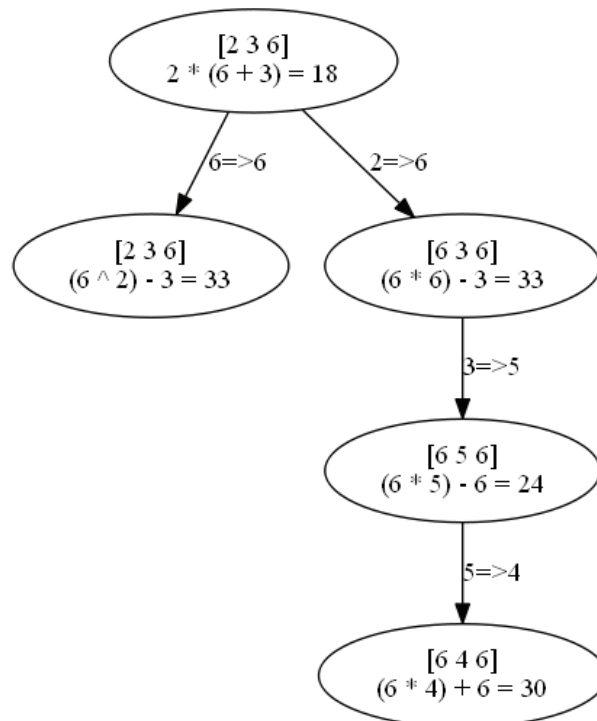 [2 3 6]
2 * (6 + 3) = 18
6=>6
2=>6
[2 3 6]
(6 ^ 2) - 3 = 33
[6 3 6]
(6 * 6) - 3 = 33
3=>5
[6 5 6]
(6 * 5) - 6 = 24
5=>4
[6 4 6]
(6 * 4) + 6 = 30